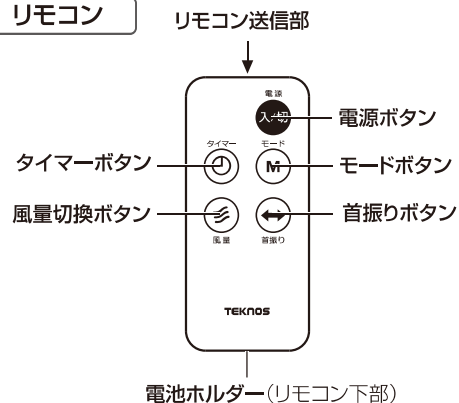 リモコン
リモコン送信部
電源
入/切
電源ボタン
タイマー
モード
タイマーボタン
M
モードボタン
風量切換ボタン
首振りボタン
風量
首振り
TEKNOS
電池ホルダー(リモコン下部)